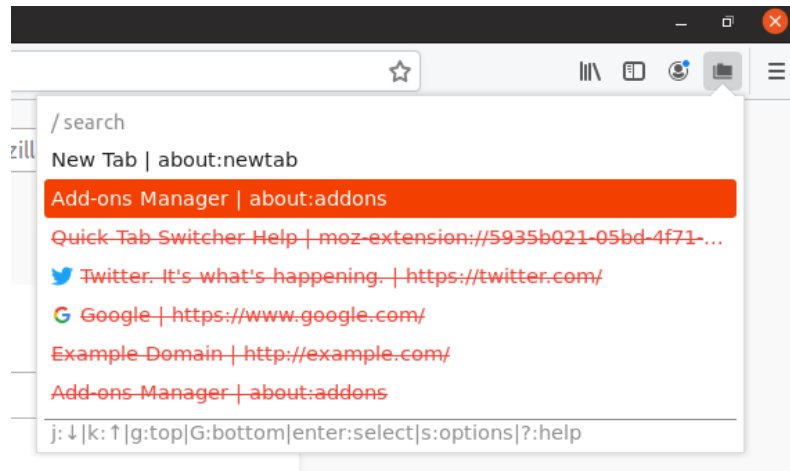 zill
/ search
New Tab | about:newtab
Add-ons Manager | about:addons
Quick Tab Switcher Help | moz-extension://5935b021-05bd-4f71-...
Twitter. It's what's happening. | https://twitter.com/
Google | https://www.google.com/
Example Domain | http://example.com/
Add-ons Manager | about:addons
j:↓|k:↑|g:top|G:bottom|enter:select|s:options|?:help